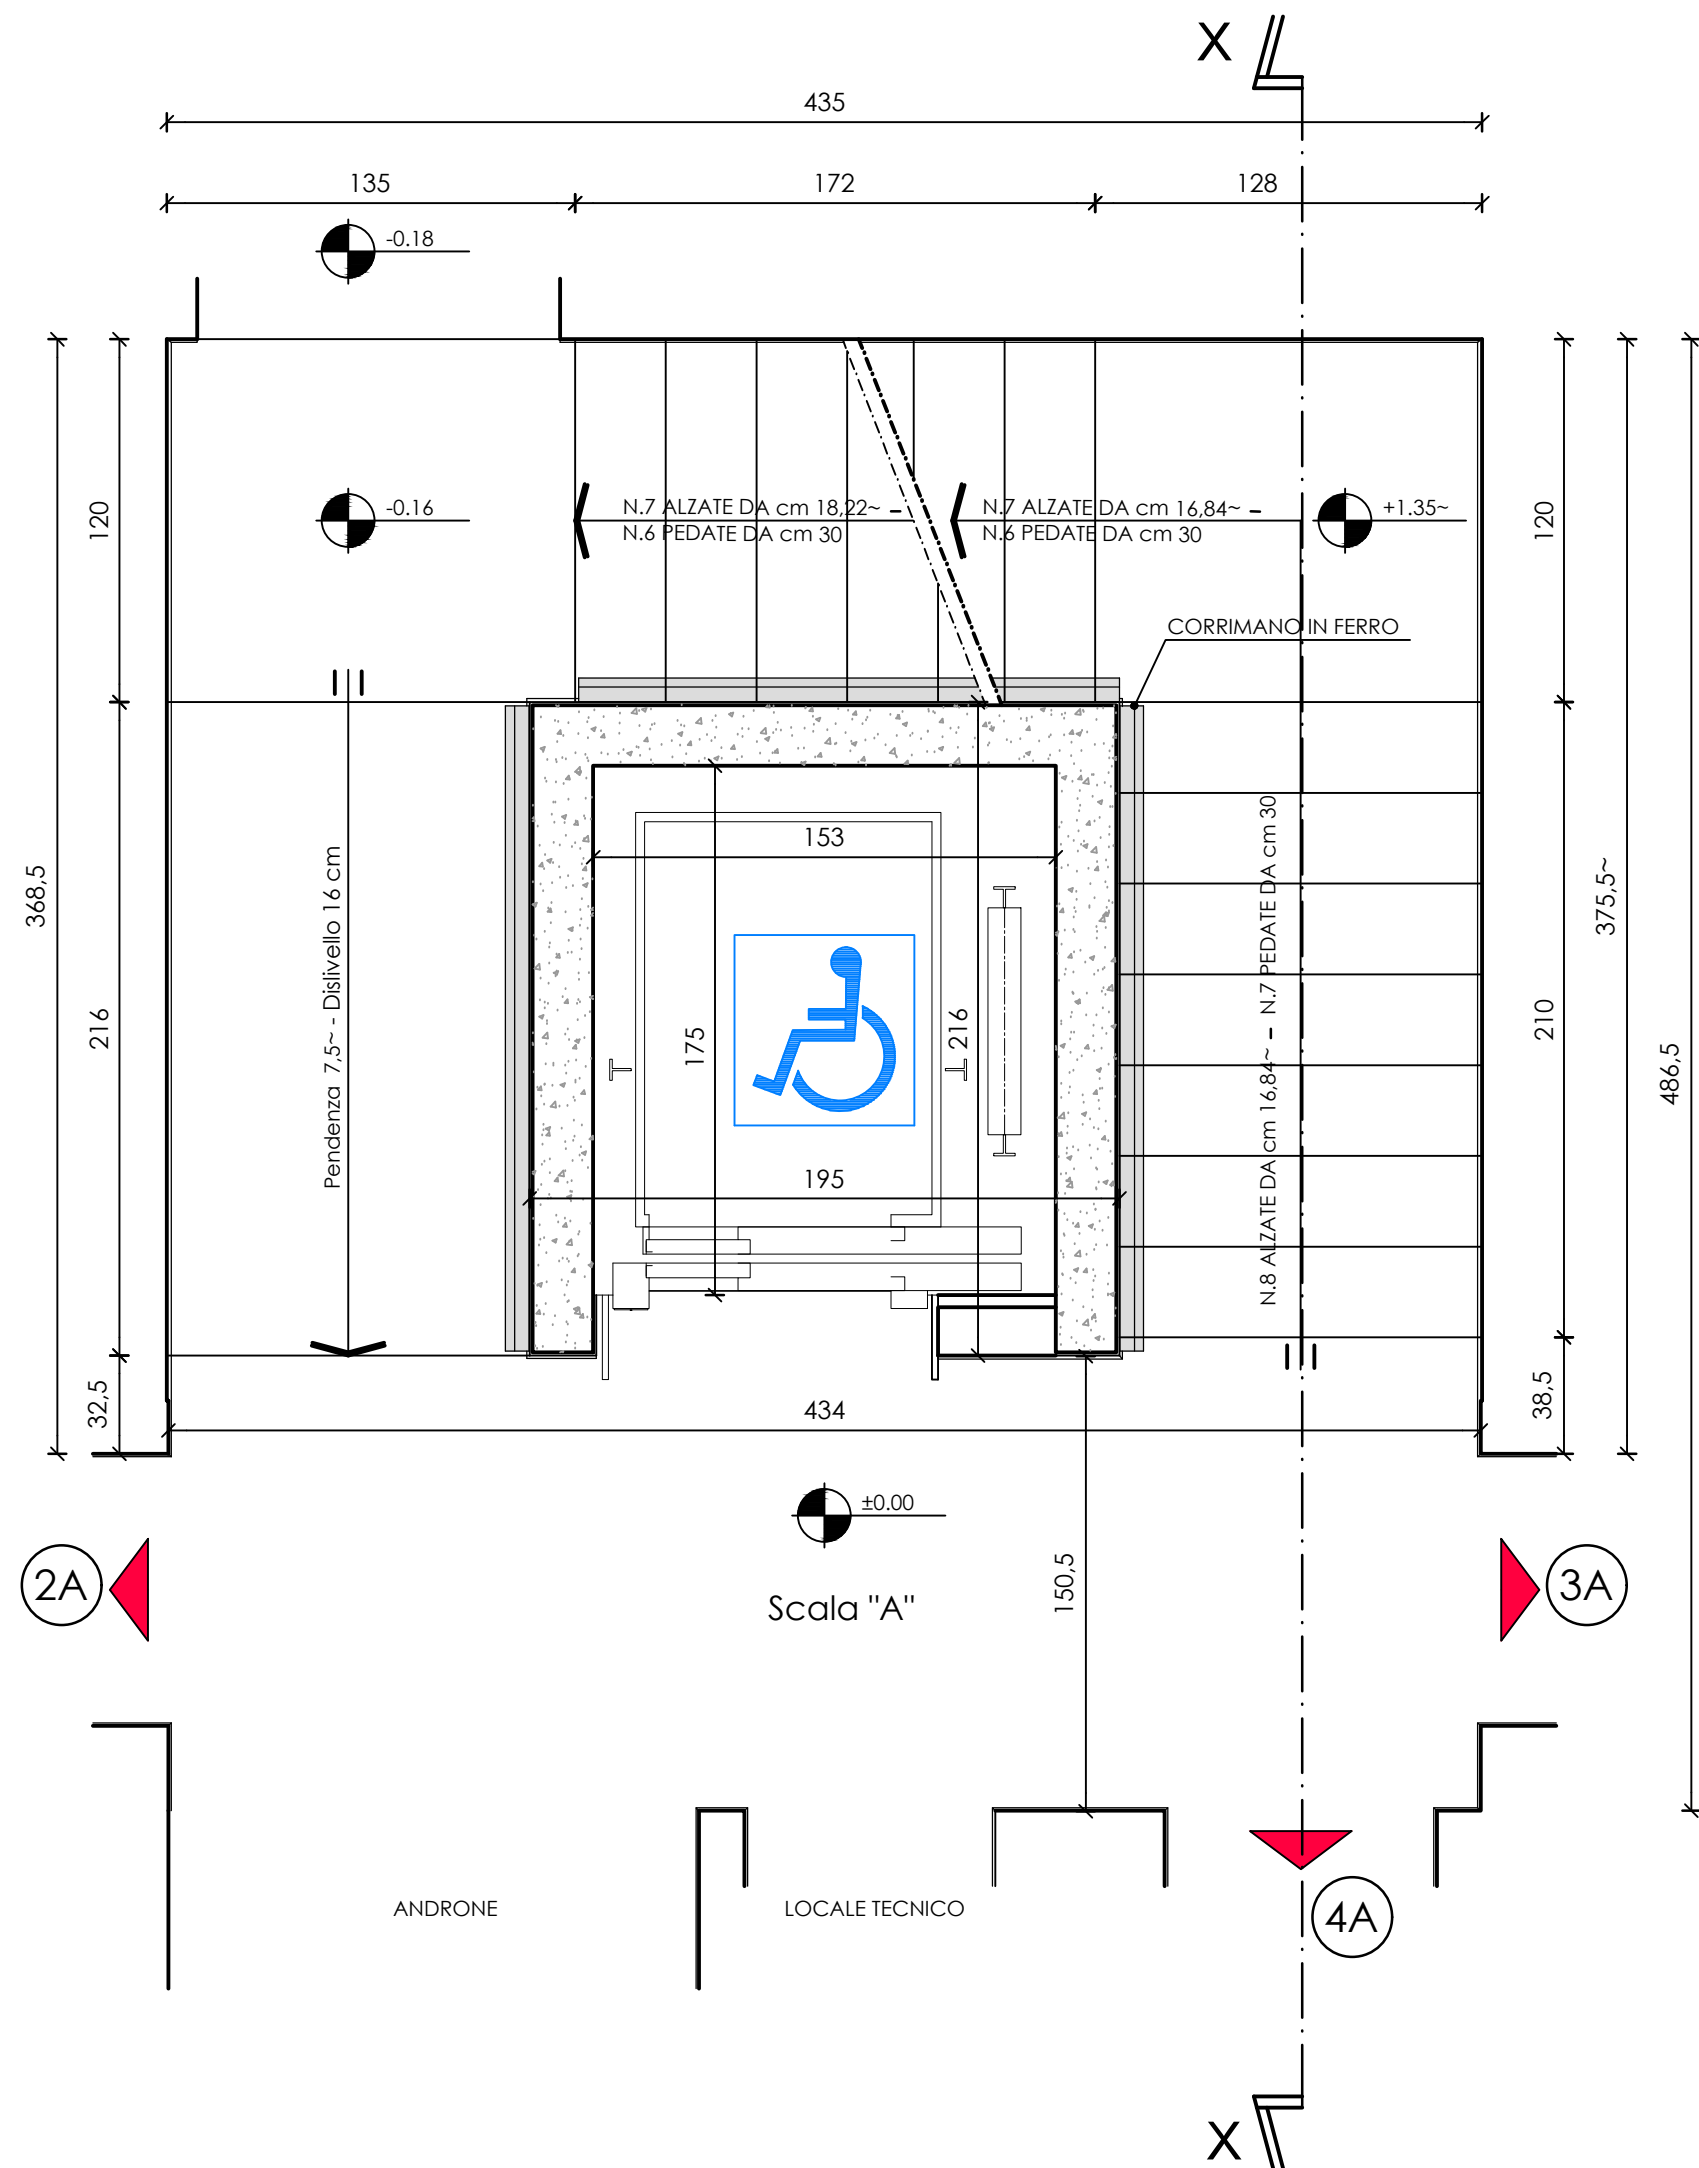 X
435
135
172
128
-0.18
120
-0.16
N.7 ALZATE DA cm 18,22~ –
N.6 PEDATE DA cm 30
N.7 ALZATE DA cm 16,84~ –
N.6 PEDATE DA cm 30
+1.35~
120
CORRIMANO IN FERRO
368,5
216
Pendenza 7,5~ - Dislivello 16 cm
153
175
216
195
N.8 ALZATE DA cm 16,84~ – N.7 PEDATE DA cm 30
210
375,5~
486,5
32,5
434
38,5
±0.00
2A
Scala "A"
150,5
3A
ANDRONE
LOCALE TECNICO
4A
X